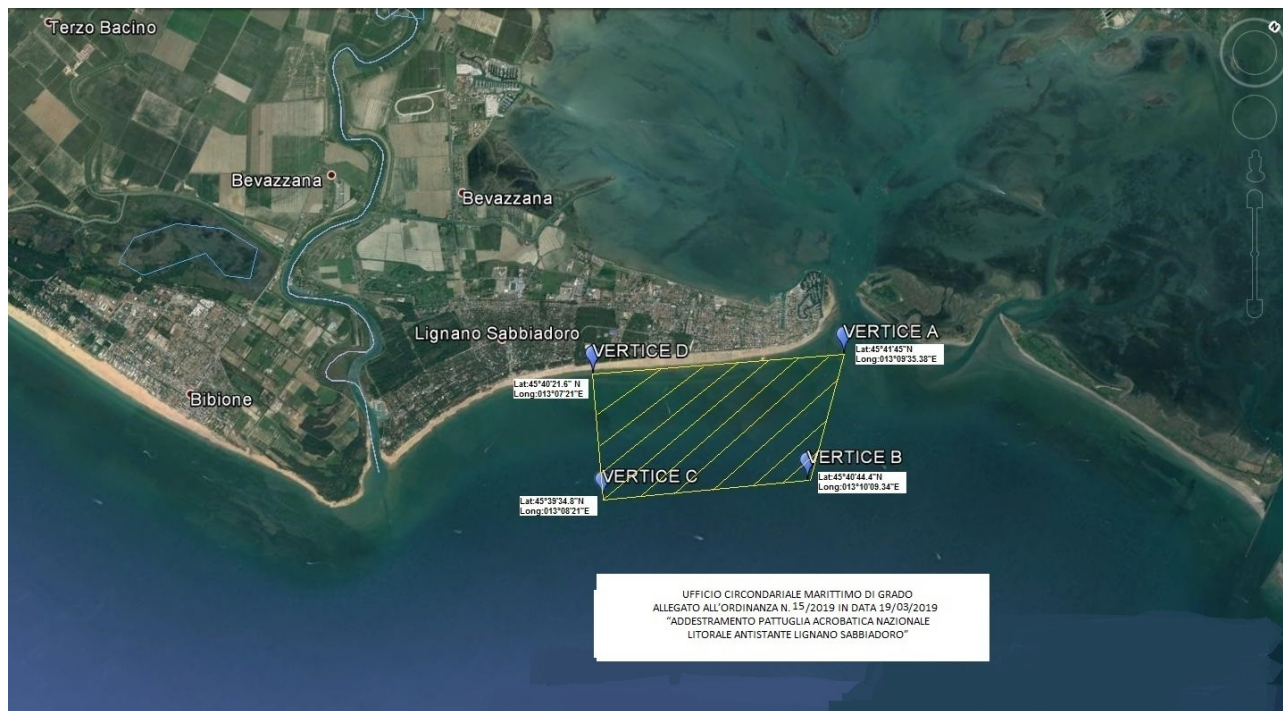 Terzo Bacino
Bevazzana
Bevazzana
Lignano Sabbiadoro
Bibione
VERTICE A
Lat:45°41'45"N
Long:013°09'35.38"E
VERTICE D
Lat:45°40'21.6" N
Long:013°07'21"E
VERTICE B
Lat:45°40'44.4"N
Long:013°10'09.34"E
VERTICE C
Lat:45°39'34.8"N
Long:013°08'21"E
UFFICIO CIRCONDARIALE MARITTIMO DI GRADO
ALLEGATO ALL'ORDINANZA N. 15/2019 IN DATA 19/03/2019
"ADDESTRAMENTO PATTUGLIA ACROBATICA NAZIONALE
LITORALE ANTISTANTE LIGNANO SABBIADORO"